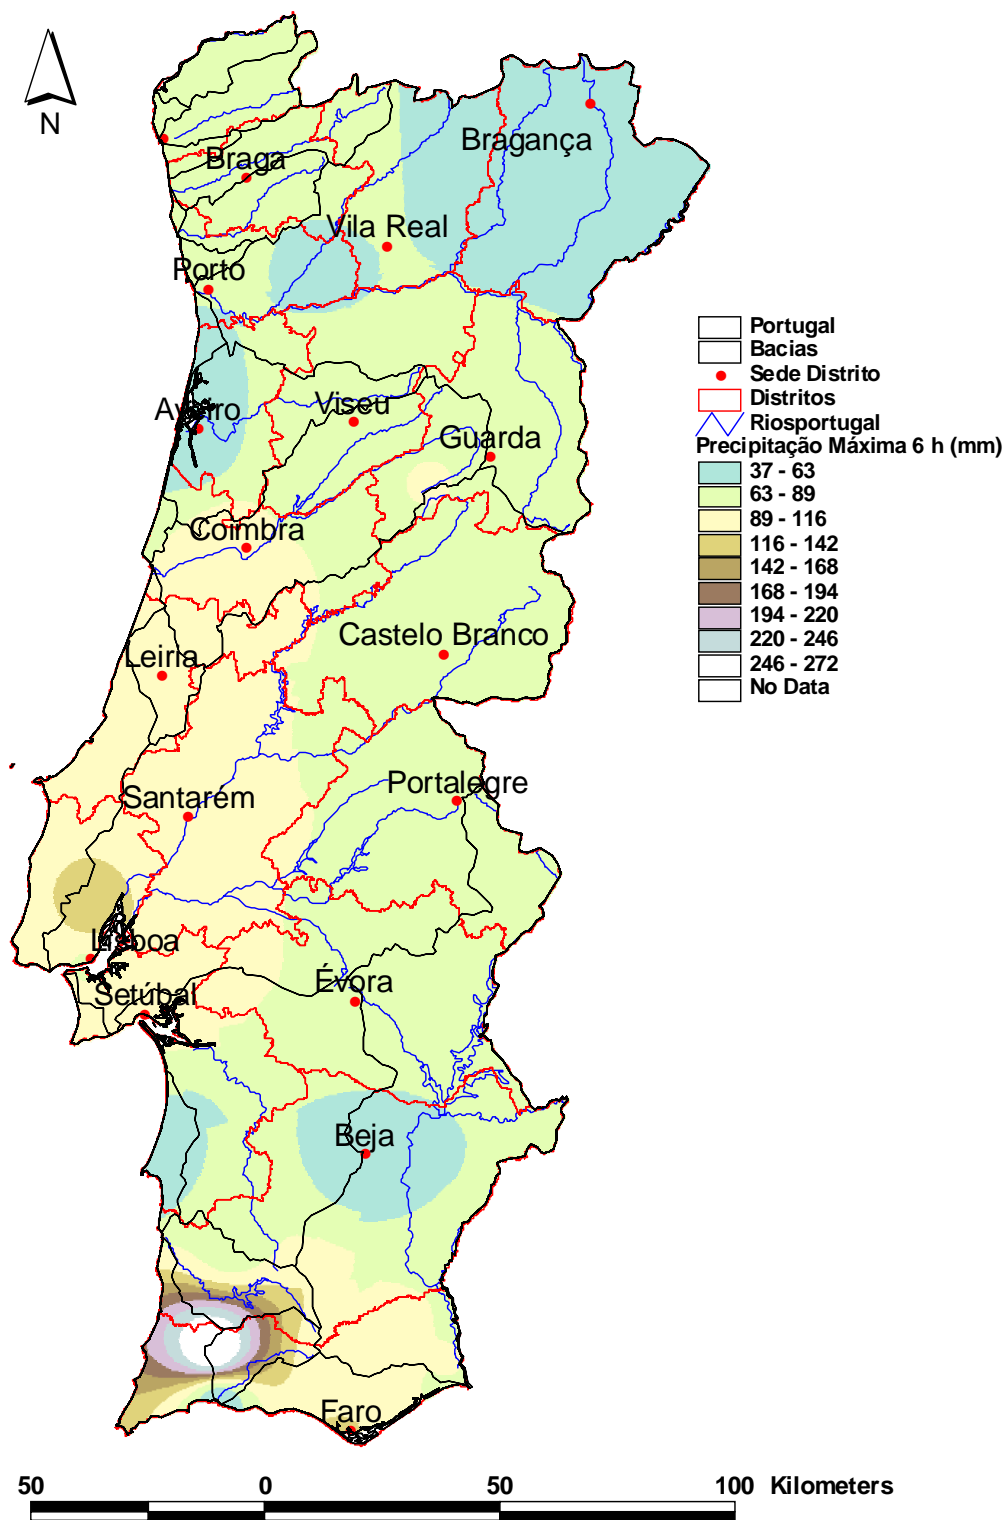 N
Bragança
Braga
Vila Real
Porto
Portugal
Bacias
Sede Distrito
Distritos
Riosportugal
Precipitação Máxima 6 h (mm)
37 - 63
63 - 89
89 - 116
116 - 142
142 - 168
168 - 194
194 - 220
220 - 246
246 - 272
No Data
Aveiro
Viseu
Guarda
Coimbra
Castelo Branco
Leiria
Portalegre
Santarem
Lisboa
Évora
Setúbal
Beja
Faro
50 0 50 100 Kilometers